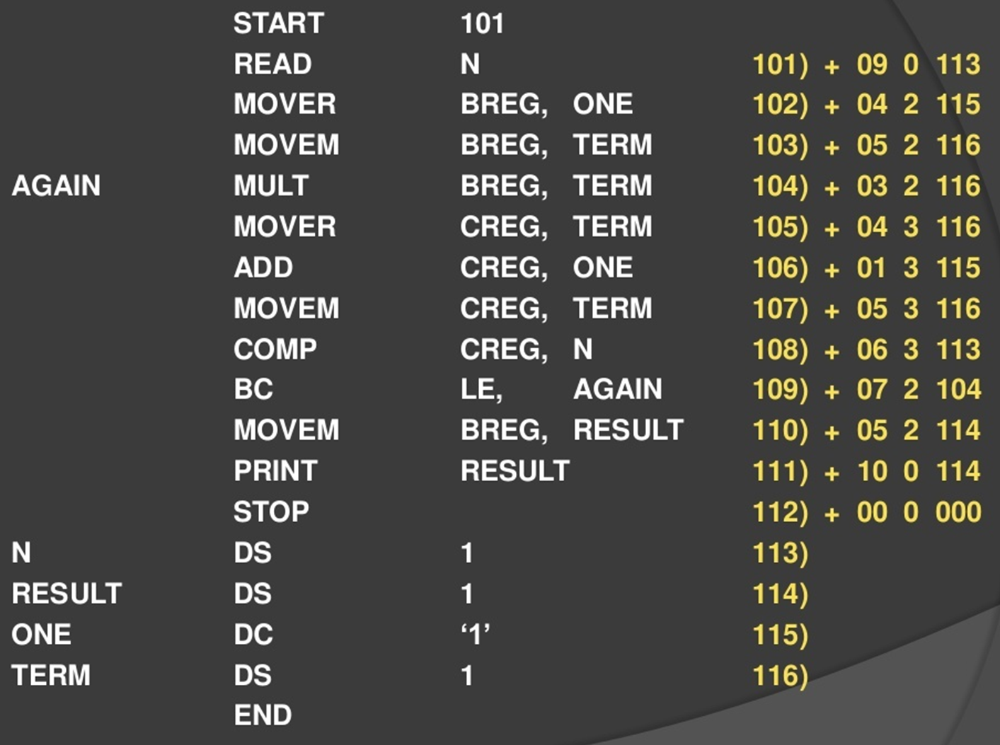 START 101
READ N 101) + 09 0 113
MOVER BREG, ONE 102) + 04 2 115
MOVEM BREG, TERM 103) + 05 2 116
AGAIN MULT BREG, TERM 104) + 03 2 116
MOVER CREG, TERM 105) + 04 3 116
ADD CREG, ONE 106) + 01 3 115
MOVEM CREG, TERM 107) + 05 3 116
COMP CREG, N 108) + 06 3 113
BC LE, AGAIN 109) + 07 2 104
MOVEM BREG, RESULT 110) + 05 2 114
PRINT RESULT 111) + 10 0 114
STOP 112) + 00 0 000
N DS 1 113)
RESULT DS 1 114)
ONE DC ‘1’ 115)
TERM DS 1 116)
END